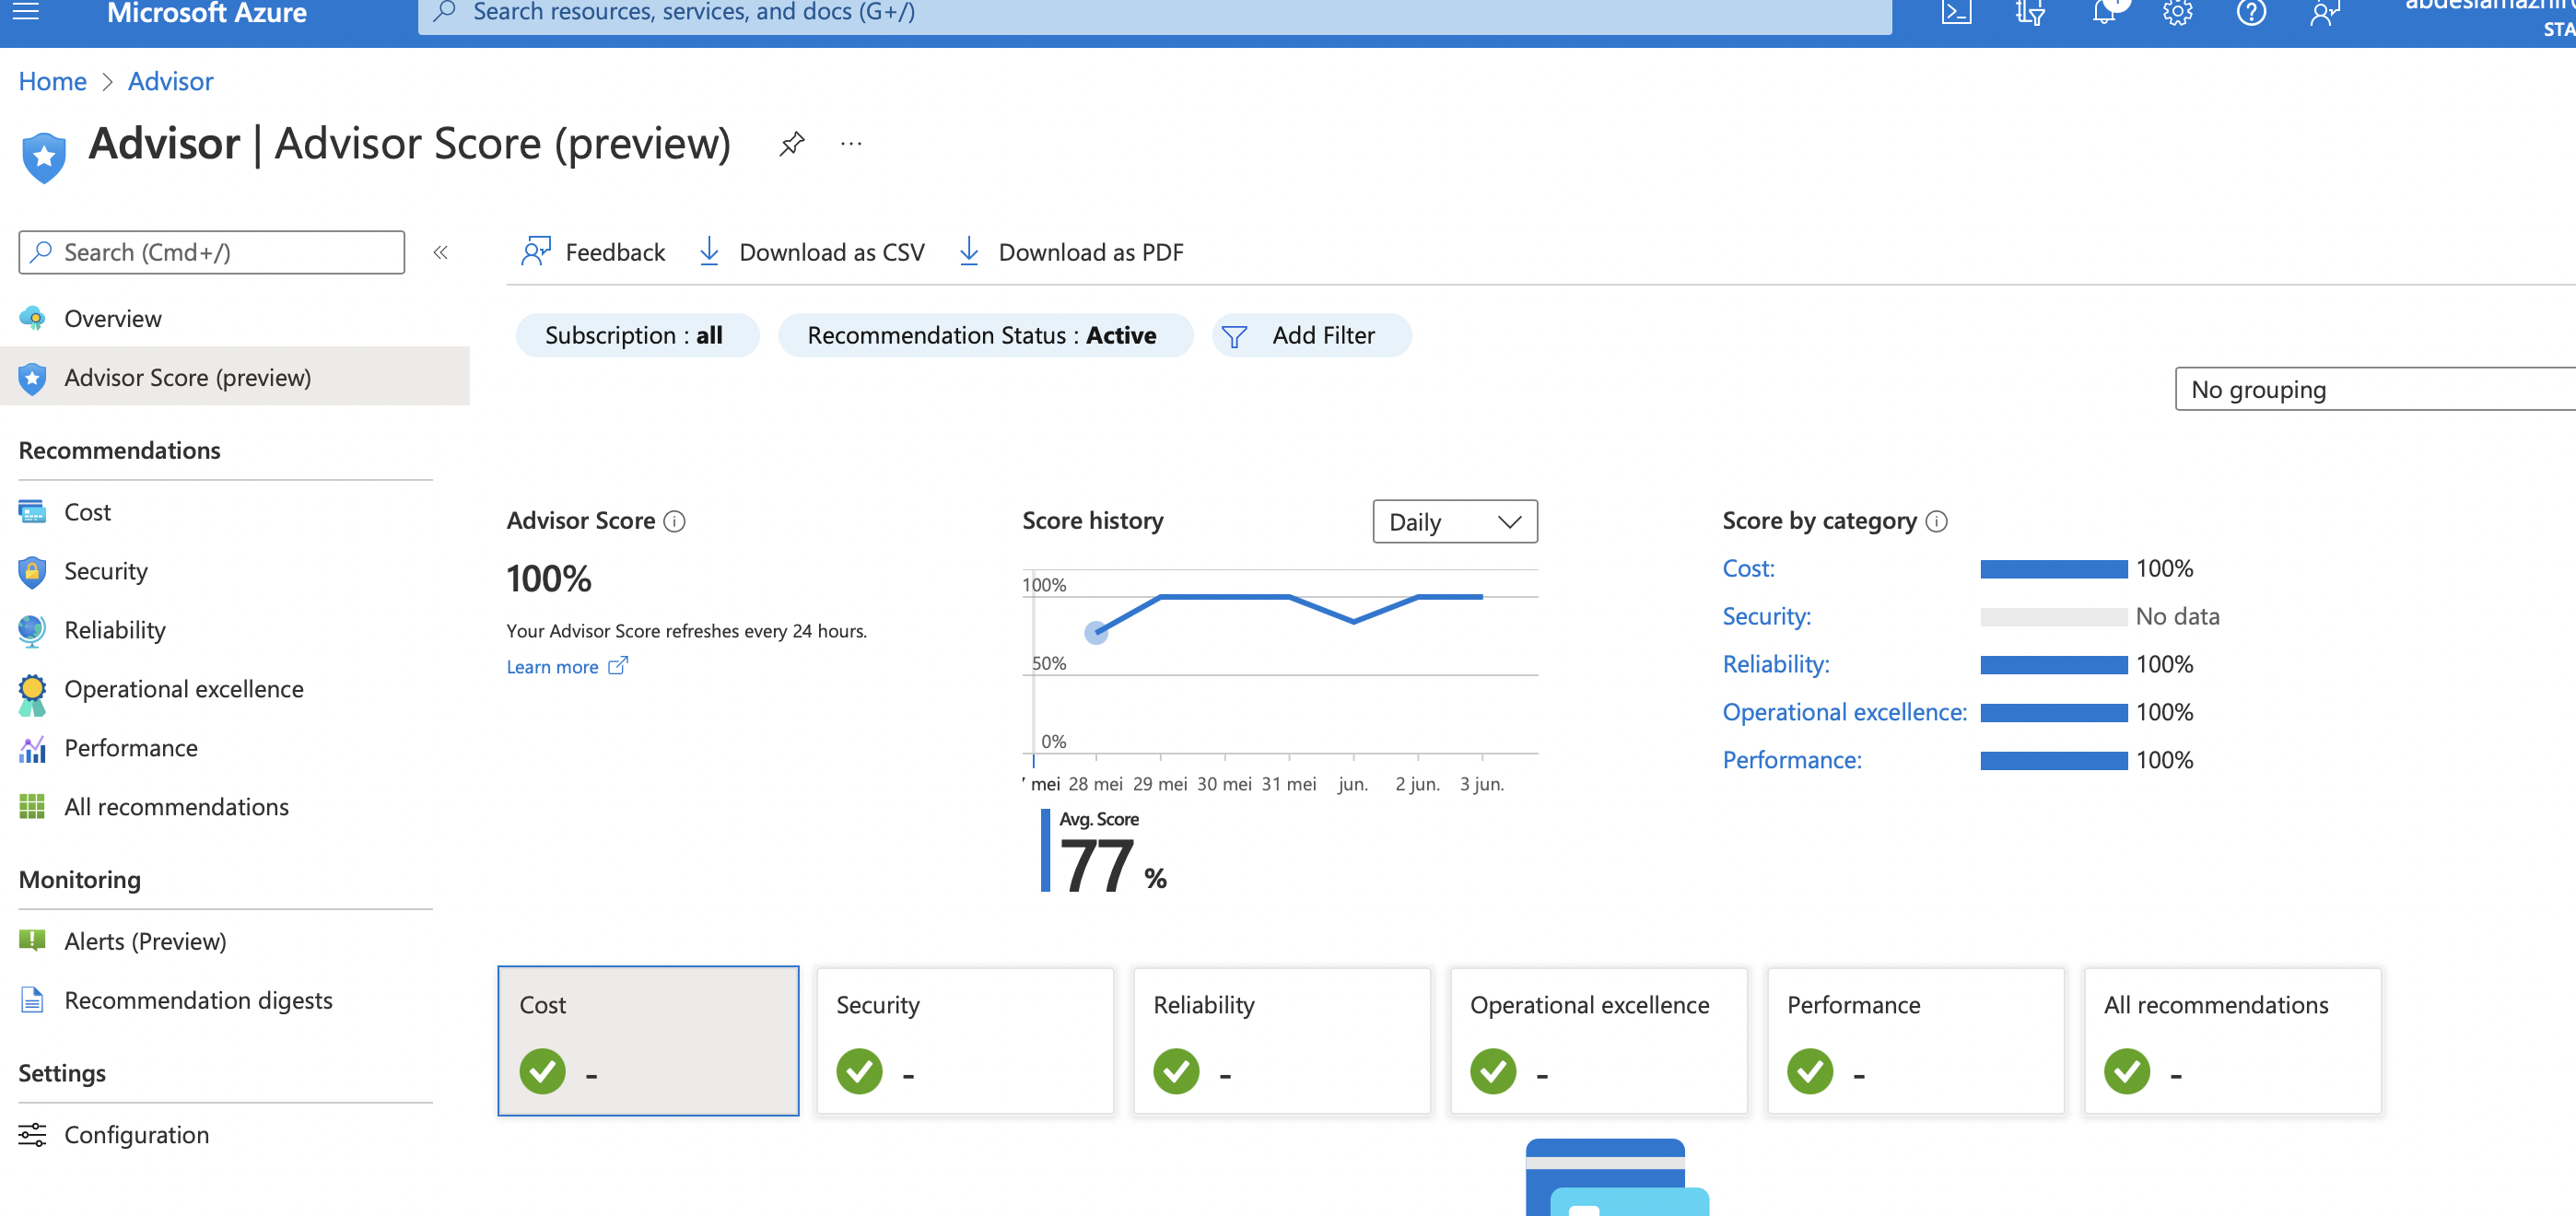 Microsoft Azure
Search resources, services, and docs (G+/)
STA
Home > Advisor
Advisor | Advisor Score (preview)
Search (Cmd+/)
Overview
Advisor Score (preview)
Recommendations
Cost
Security
Reliability
Operational excellence
Performance
All recommendations
Monitoring
Alerts (Preview)
Recommendation digests
Settings
Configuration
Feedback
Download as CSV
Download as PDF
Subscription : all
Recommendation Status : Active
Add Filter
No grouping
Advisor Score
100%
Your Advisor Score refreshes every 24 hours.
Learn more
Score history
Daily
100%
50%
0%
mei 28 mei 29 mei 30 mei 31 mei jun. 2 jun. 3 jun.
Avg. Score
77 %
Score by category
Cost: 100%
Security: No data
Reliability: 100%
Operational excellence: 100%
Performance: 100%
Cost
-
Security
-
Reliability
-
Operational excellence
-
Performance
-
All recommendations
-